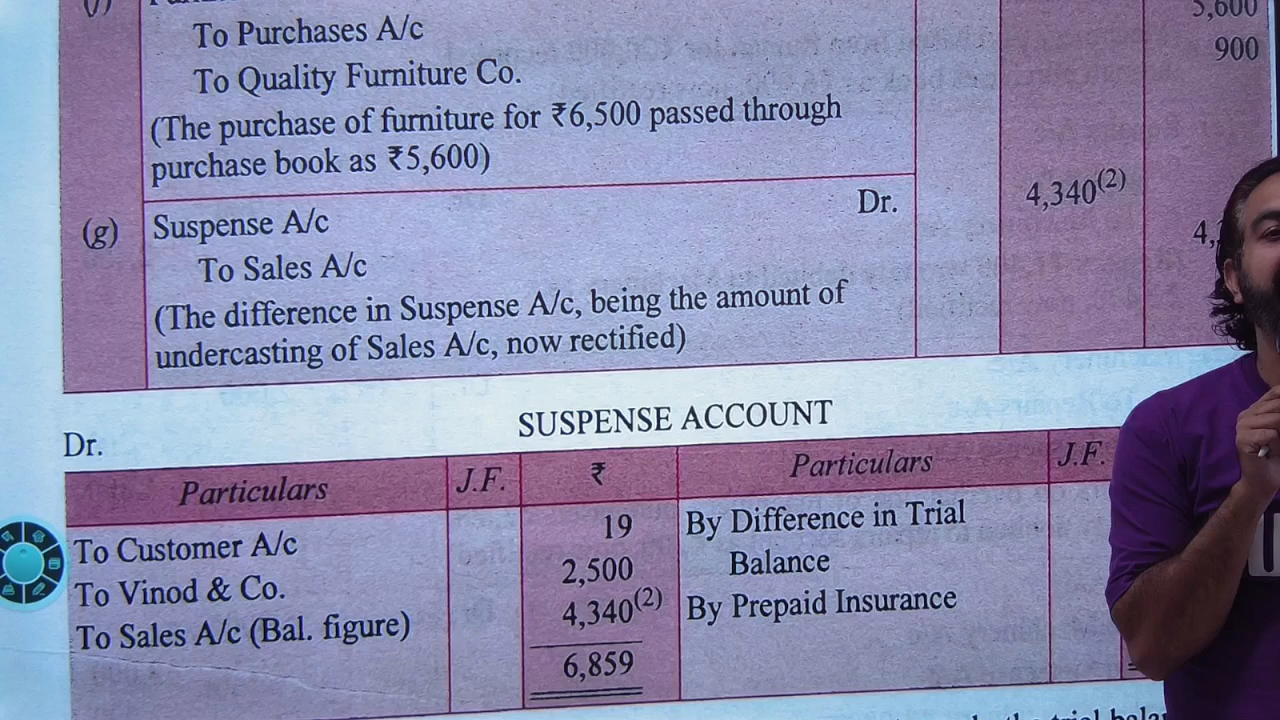 5,600
To Purchases A/c
900
To Quality Furniture Co.
(The purchase of furniture for ₹6,500 passed through
purchase book as ₹5,600)
(g) Suspense A/c Dr. 4,340(2)
To Sales A/c
(The difference in Suspense A/c, being the amount of
undercasting of Sales A/c, now rectified)
SUSPENSE ACCOUNT
Dr.
Particulars J.F. ₹ Particulars J.F.
To Customer A/c 19 By Difference in Trial
To Vinod & Co. 2,500 Balance
To Sales A/c (Bal. figure) 4,340(2) By Prepaid Insurance
6,859